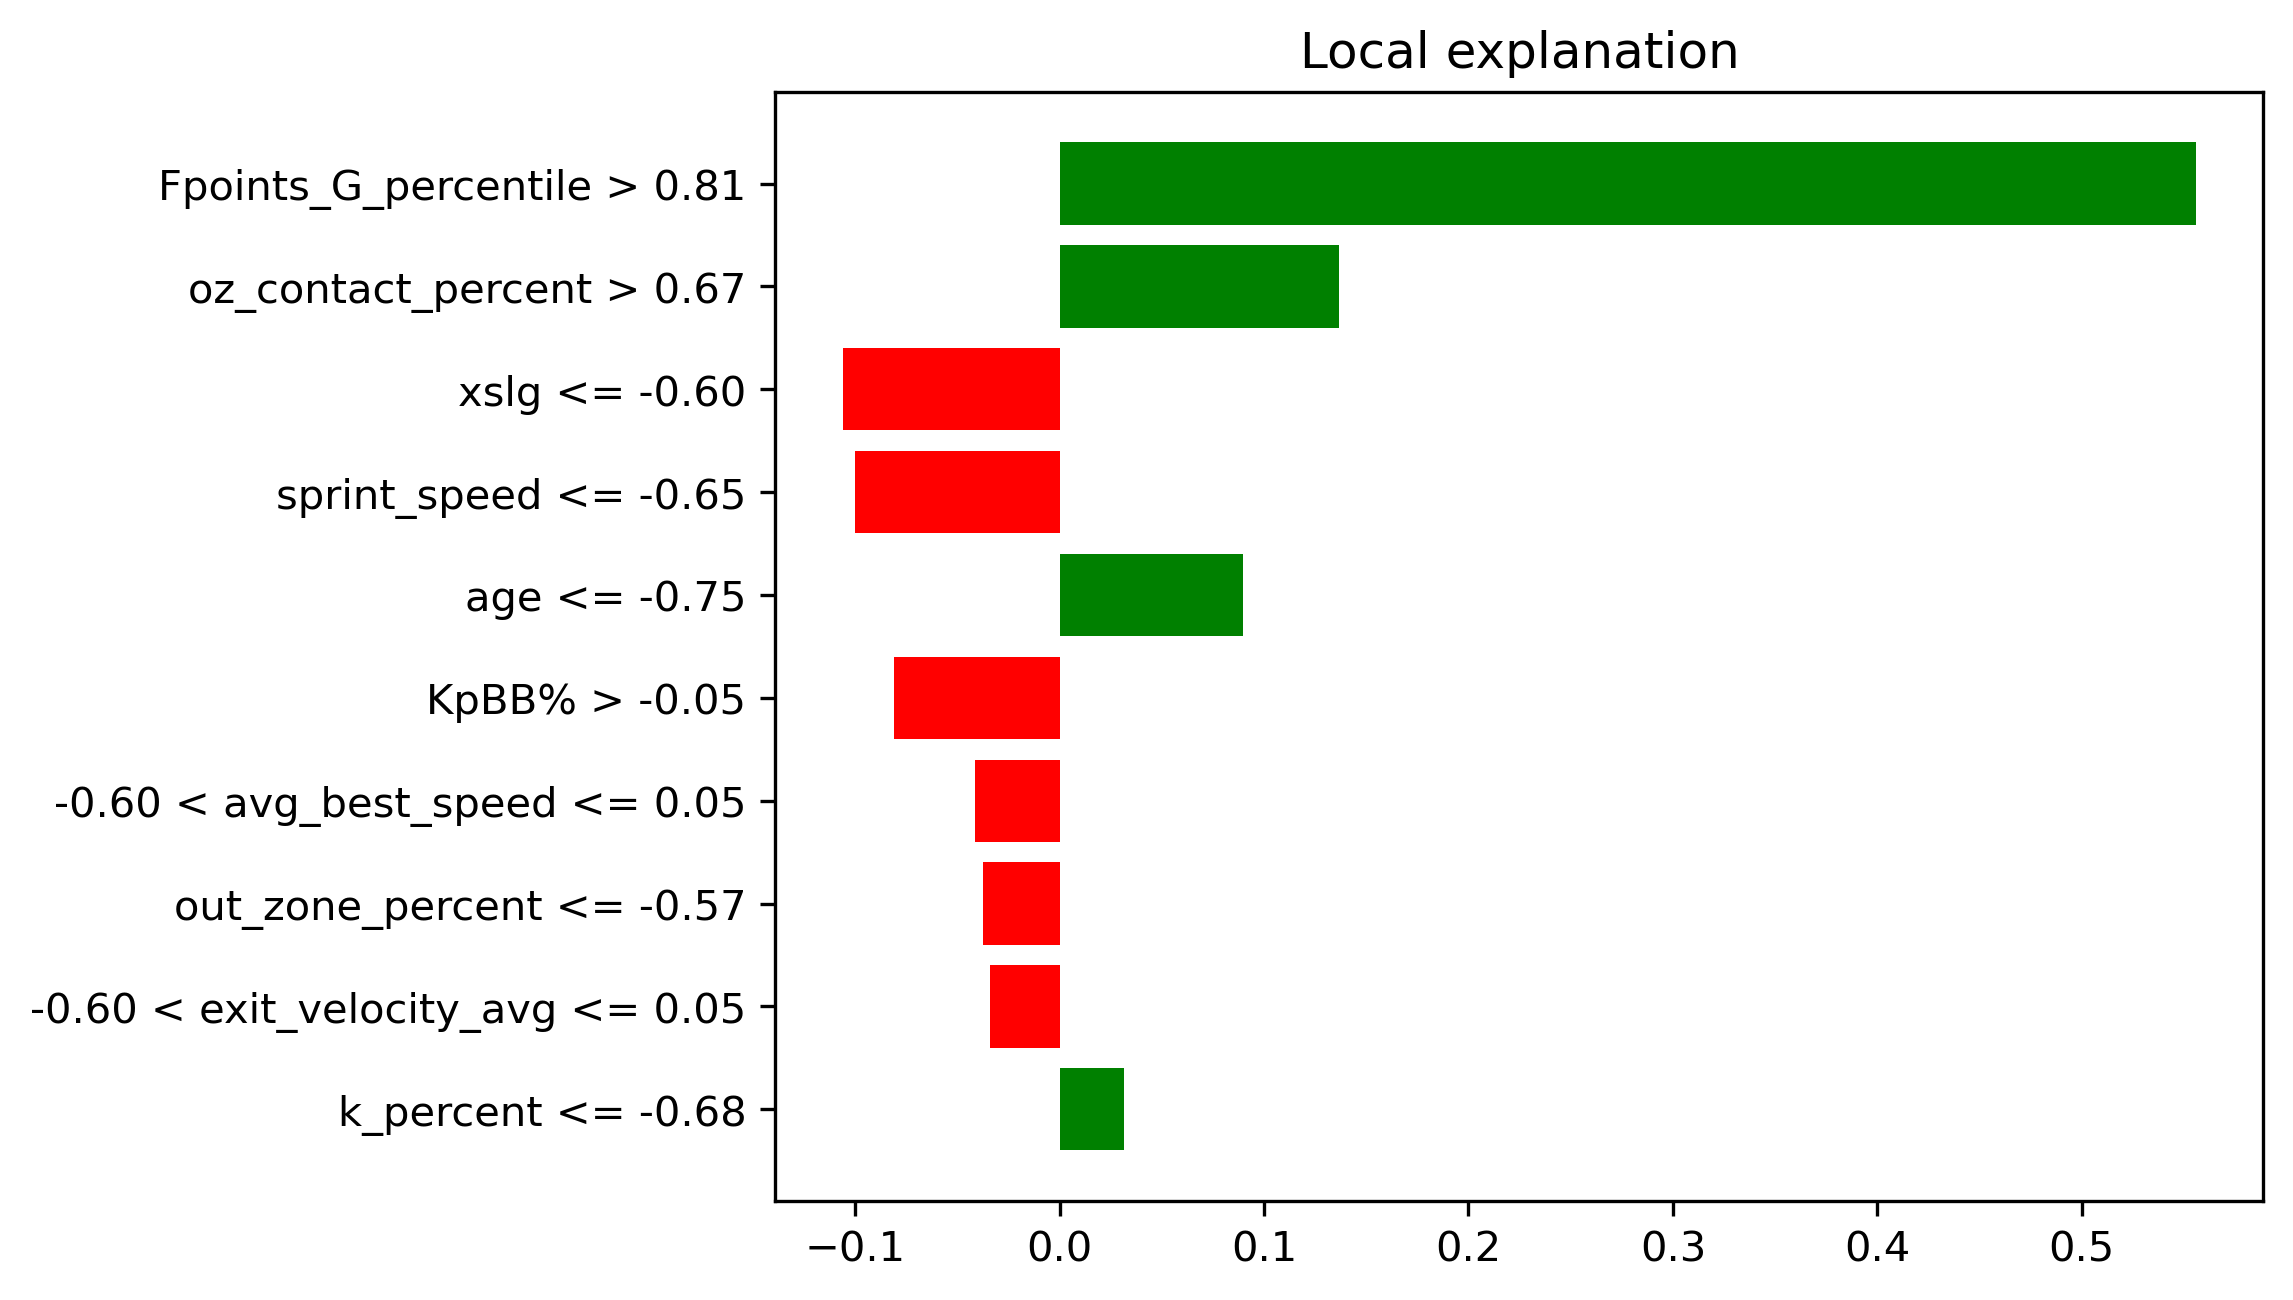 Local explanation
Fpoints_G_percentile > 0.81
oz_contact_percent > 0.67
xslg <= -0.60
sprint_speed <= -0.65
age <= -0.75
KpBB% > -0.05
-0.60 < avg_best_speed <= 0.05
out_zone_percent <= -0.57
-0.60 < exit_velocity_avg <= 0.05
k_percent <= -0.68
−0.1 0.0 0.1 0.2 0.3 0.4 0.5